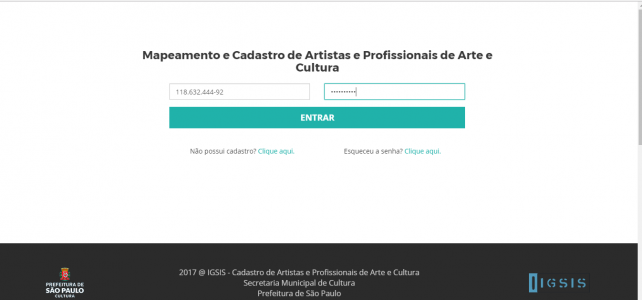 Mapeamento e Cadastro de Artistas e Profissionais de Arte e
Cultura
118.632.444-92
••••••••••
ENTRAR
Não possui cadastro? Clique aqui.
Esqueceu a senha? Clique aqui.
2017 @ IGSIS - Cadastro de Artistas e Profissionais de Arte e Cultura
Secretaria Municipal de Cultura
Prefeitura de São Paulo
PREFEITURA DE
SÃO PAULO
CULTURA
IGSIS